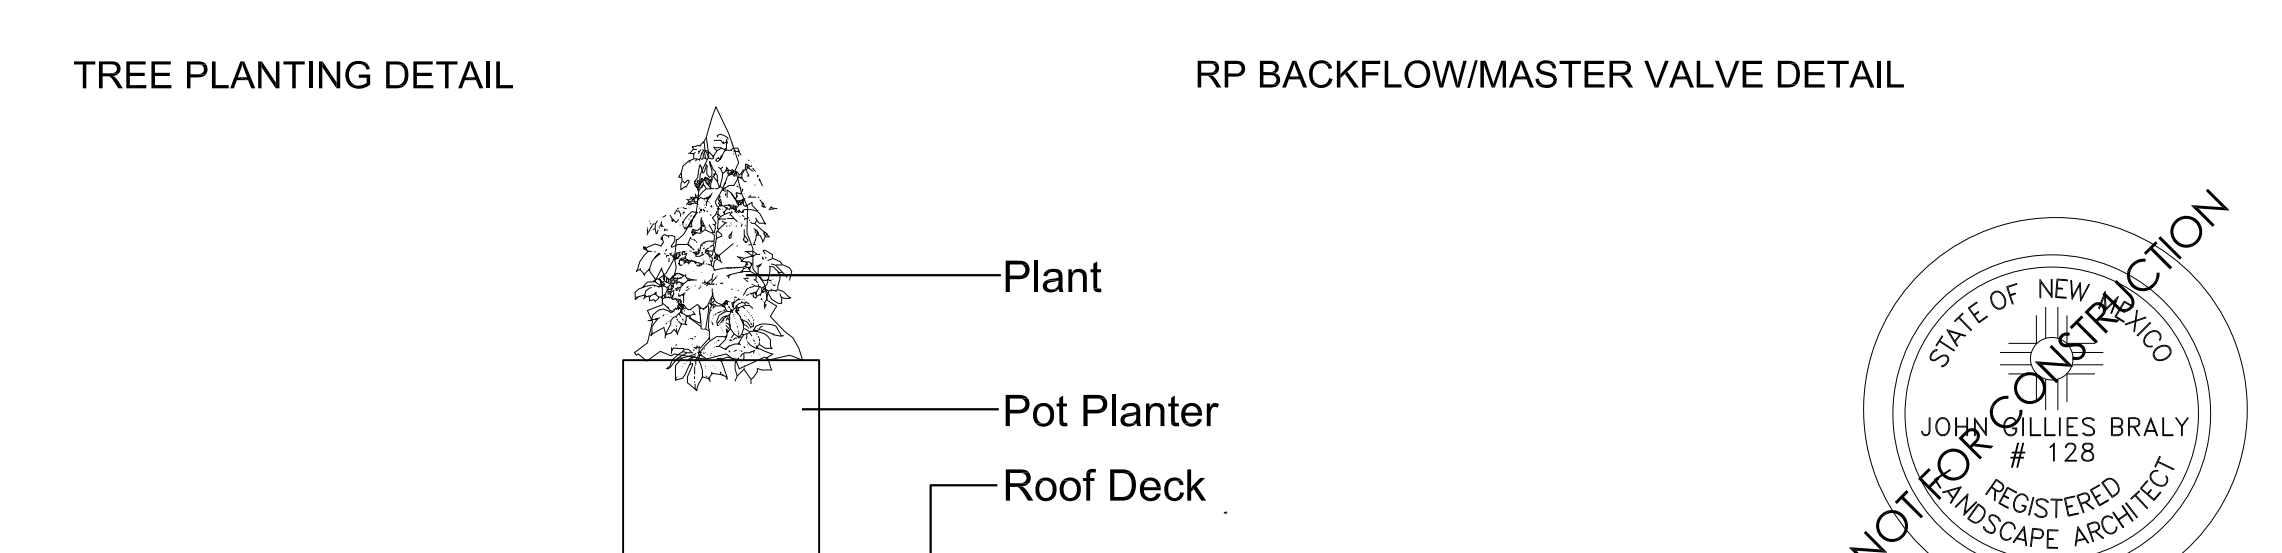 TREE PLANTING DETAIL
RP BACKFLOW/MASTER VALVE DETAIL
Plant
Pot Planter
Roof Deck
STATE OF NEW MEXICO
JOHN GILLIES BRALY
# 128
REGISTERED
LANDSCAPE ARCHITECT
NOT FOR CONSTRUCTION